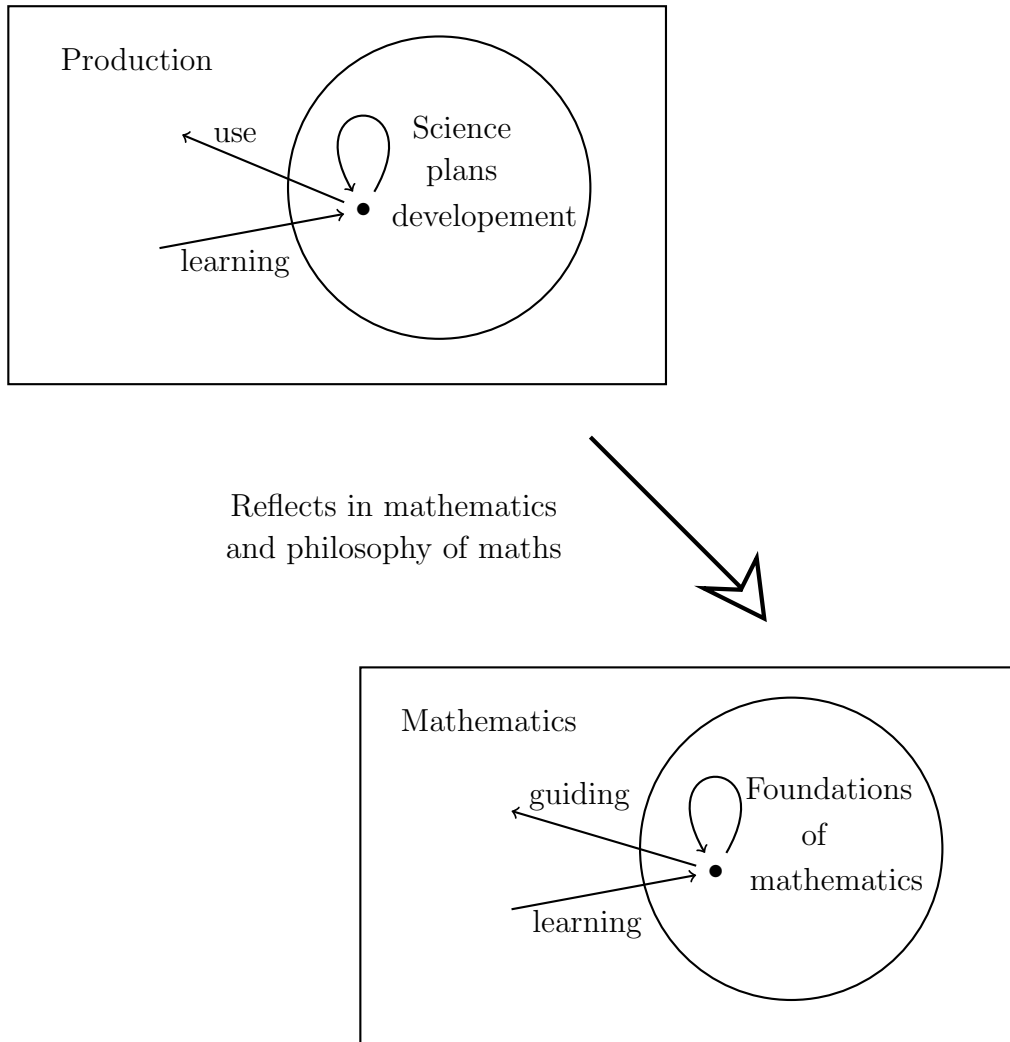 Production
use
Science
plans
developement
learning
Reflects in mathematics
and philosophy of maths
Mathematics
guiding
Foundations
of
mathematics
learning